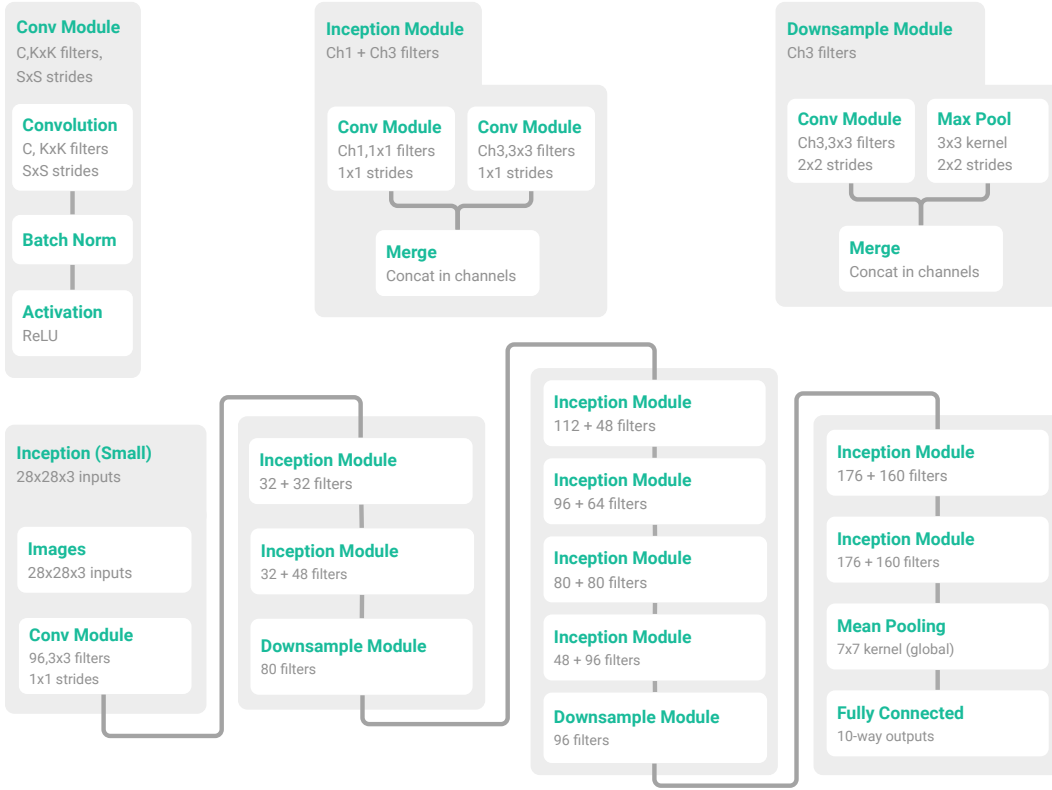 Conv Module
C,KxK filters,
SxS strides
Convolution
C, KxK filters
SxS strides
Batch Norm
Activation
ReLU
Inception Module
Ch1 + Ch3 filters
Conv Module
Ch1,1x1 filters
1x1 strides
Conv Module
Ch3,3x3 filters
1x1 strides
Merge
Concat in channels
Downsample Module
Ch3 filters
Conv Module
Ch3,3x3 filters
2x2 strides
Max Pool
3x3 kernel
2x2 strides
Merge
Concat in channels
Inception (Small)
28x28x3 inputs
Images
28x28x3 inputs
Conv Module
96,3x3 filters
1x1 strides
Inception Module
32 + 32 filters
Inception Module
32 + 48 filters
Downsample Module
80 filters
Inception Module
112 + 48 filters
Inception Module
96 + 64 filters
Inception Module
80 + 80 filters
Inception Module
48 + 96 filters
Downsample Module
96 filters
Inception Module
176 + 160 filters
Inception Module
176 + 160 filters
Mean Pooling
7x7 kernel (global)
Fully Connected
10-way outputs